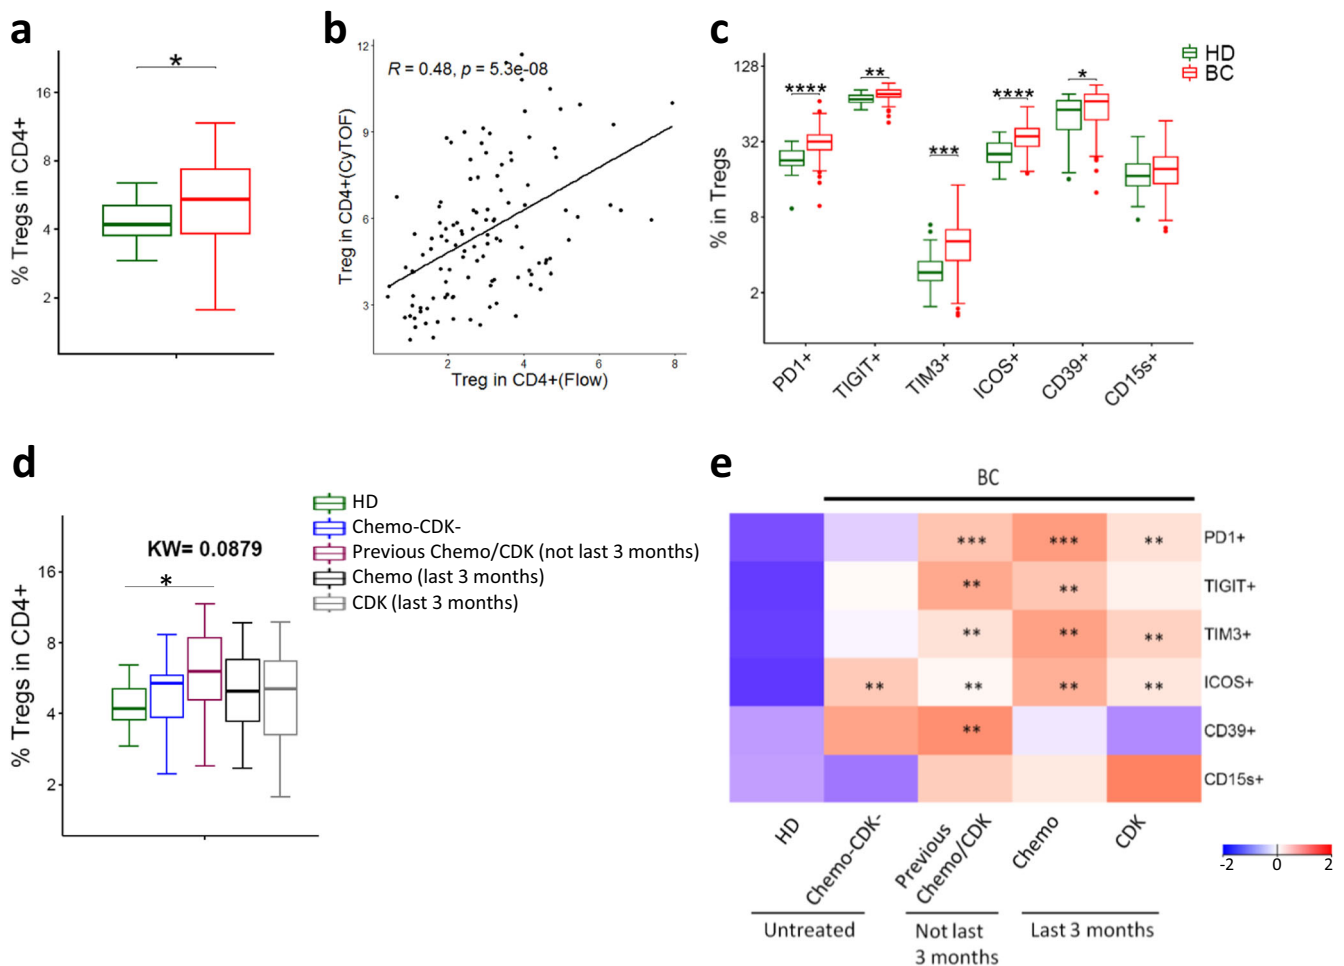 a
*
% Tregs in CD4+
16
8
4
2
b
R = 0.48, p = 5.3e-08
Treg in CD4+(CyTOF)
12
9
6
3
2
4
6
8
Treg in CD4+(Flow)
c
HD
BC
% in Tregs
128
32
8
2
****
**
***
****
*
PD1+
TIGIT+
TIM3+
ICOS+
CD39+
CD15s+
d
HD
Chemo-CDK-
Previous Chemo/CDK (not last 3 months)
Chemo (last 3 months)
CDK (last 3 months)
KW= 0.0879
*
% Tregs in CD4+
16
8
4
2
e
BC
*** *** ** PD1+
** ** TIGIT+
** ** ** TIM3+
** ** ** ** ICOS+
** CD39+
CD15s+
HD
Chemo-CDK-
Previous
Chemo/CDK
Chemo
CDK
Untreated
Not last
3 months
Last 3 months
-2 0 2